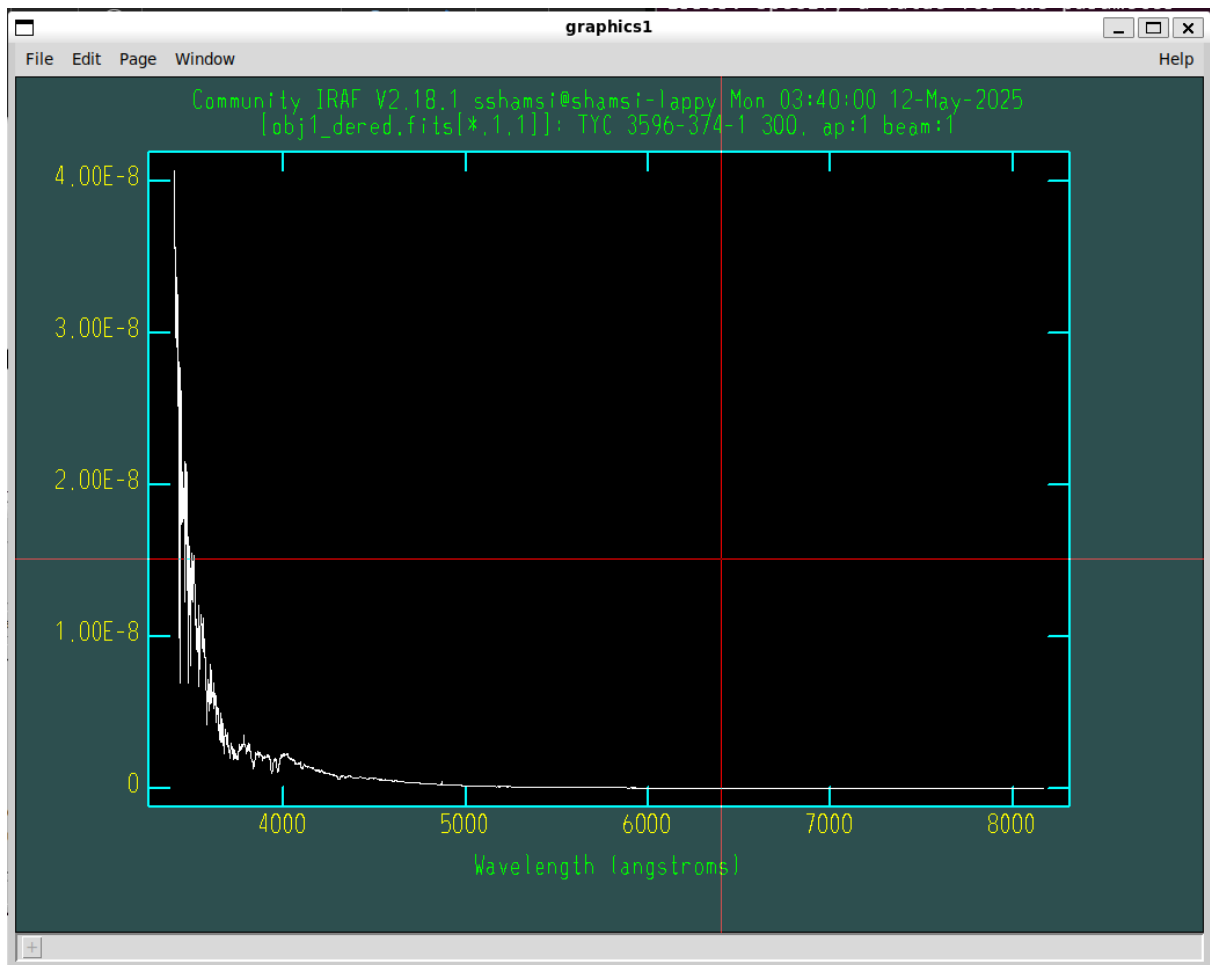 graphics1
File Edit Page Window Help
Community IRAF V2.18.1 sshamsi@shamsi-lappy Mon 03:40:00 12-May-2025
[obj1_dered.fits[*,1,1]]: TYC 3596-374-1 300. ap:1 beam:1
4.00E-8
3.00E-8
2.00E-8
1.00E-8
0
4000 5000 6000 7000 8000
Wavelength (angstroms)